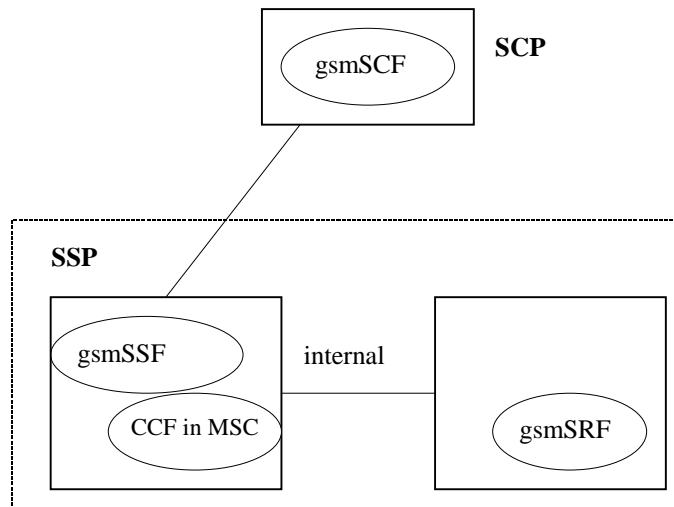 SCP
gsmSCF
SSP
gsmSSF
internal
CCF in MSC
gsmSRF